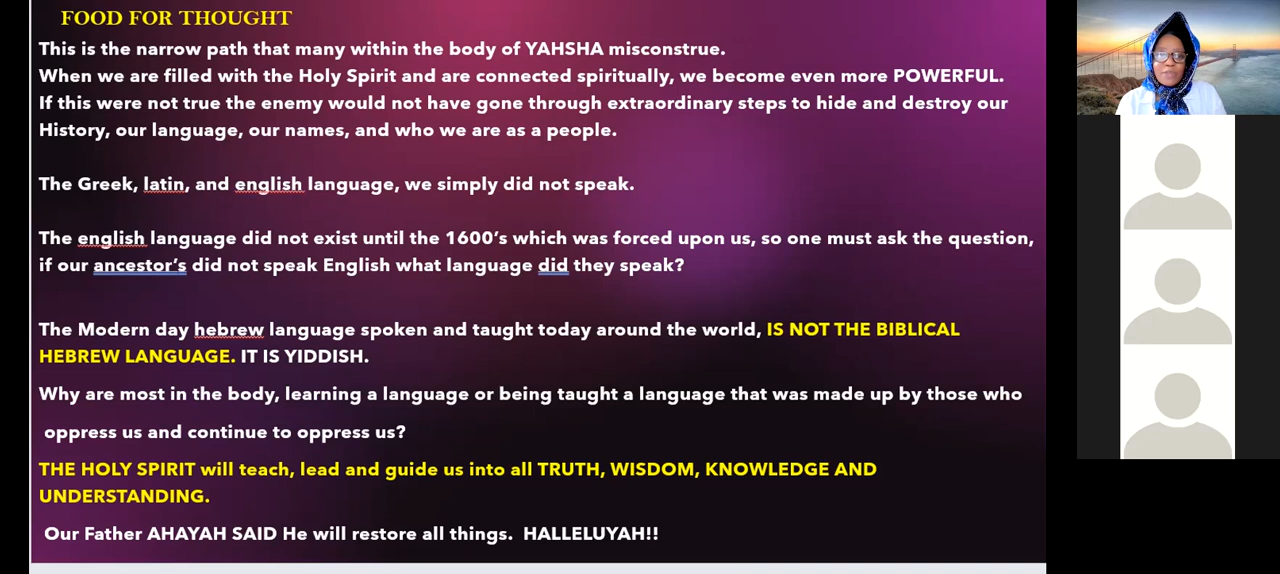 FOOD FOR THOUGHT
This is the narrow path that many within the body of YAHSHA misconstrue.
When we are filled with the Holy Spirit and are connected spiritually, we become even more POWERFUL.
If this were not true the enemy would not have gone through extraordinary steps to hide and destroy our
History, our language, our names, and who we are as a people.
The Greek, latin, and english language, we simply did not speak.
The english language did not exist until the 1600's which was forced upon us, so one must ask the question,
if our ancestor's did not speak English what language did they speak?
The Modern day hebrew language spoken and taught today around the world, IS NOT THE BIBLICAL
HEBREW LANGUAGE. IT IS YIDDISH.
Why are most in the body, learning a language or being taught a language that was made up by those who
oppress us and continue to oppress us?
THE HOLY SPIRIT will teach, lead and guide us into all TRUTH, WISDOM, KNOWLEDGE AND
UNDERSTANDING.
Our Father AHAYAH SAID He will restore all things. HALLELUYAH!!